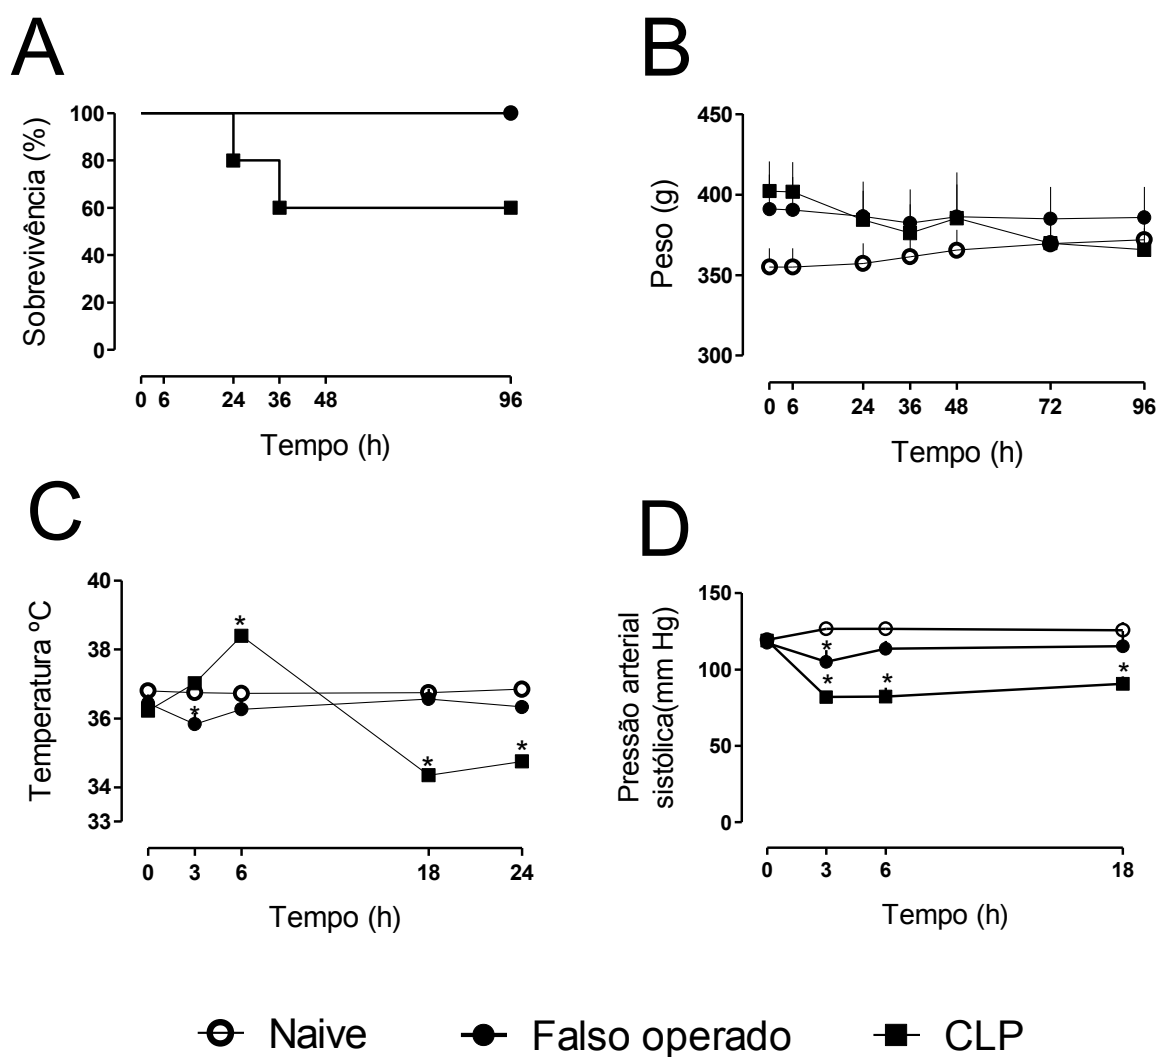 A
Sobrevivência (%)
100
80
60
40
20
0
0 6 24 36 48 96
Tempo (h)
B
Peso (g)
450
400
350
300
0 6 24 36 48 72 96
Tempo (h)
C
Temperatura ºC
40
38
36
34
33
* * * *
0 3 6 18 24
Tempo (h)
D
Pressão arterial
sistólica(mm Hg)
150
100
50
0
* * * *
0 3 6 18
Tempo (h)
Naive Falso operado CLP